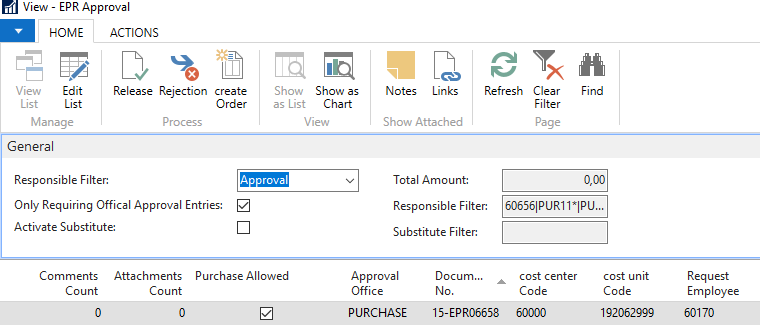 View - EPR Approval
HOME ACTIONS
View List Edit List Release Rejection create Order Show as List Show as Chart Notes Links Refresh Clear Filter Find
Manage Process View Show Attached Page
General
Responsible Filter: Approval Total Amount: 0,00
Only Requiring Offical Approval Entries: Responsible Filter: 60656|PUR11*|PU...
Activate Substitute: Substitute Filter:
Comments Count Attachments Count Purchase Allowed Approval Office Docum... No. cost center Code cost unit Code Request Employee
0 0 PURCHASE 15-EPR06658 60000 192062999 60170